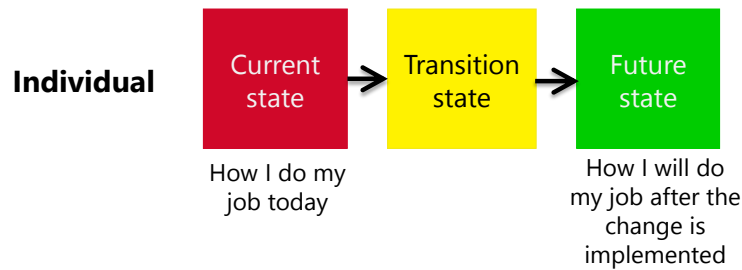 Individual
Current
state
Transition
state
Future
state
How I do my
job today
How I will do
my job after the
change is
implemented